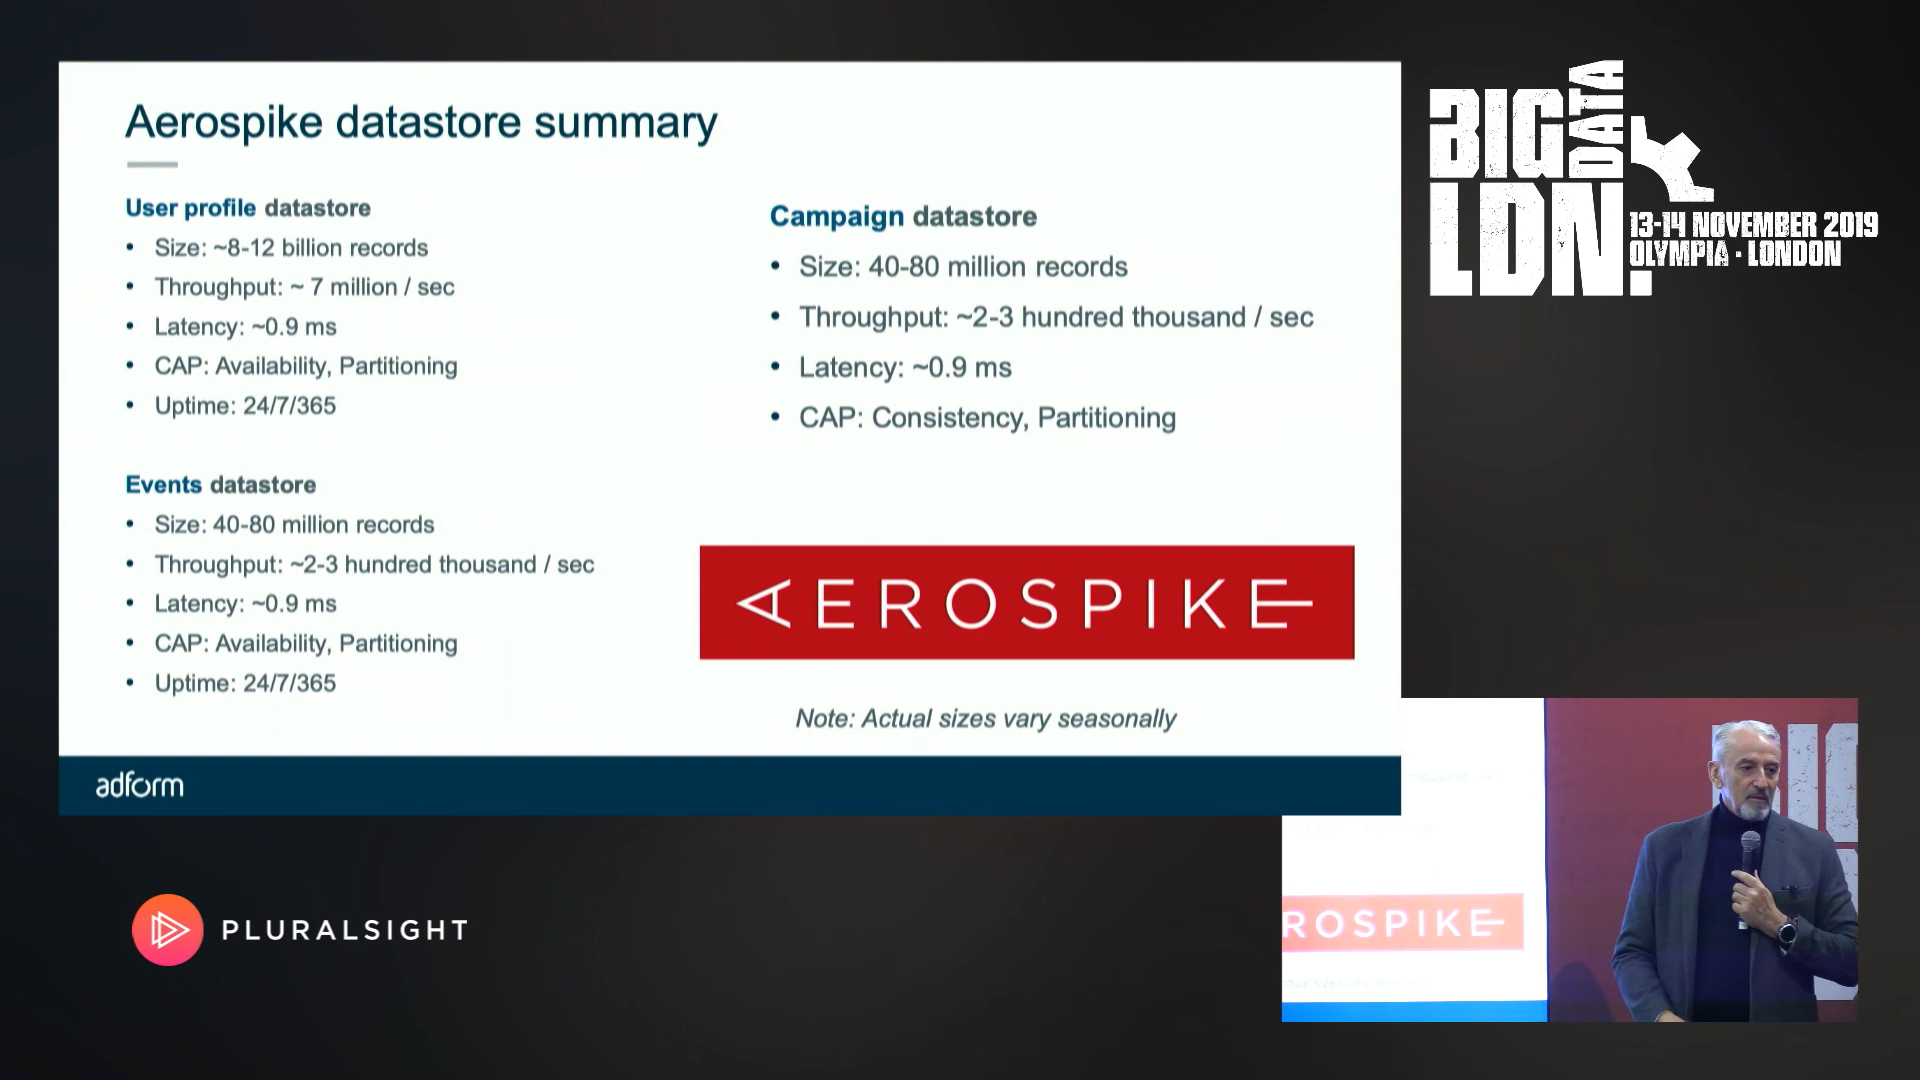 Aerospike datastore summary
User profile datastore
• Size: ~8-12 billion records
• Throughput: ~ 7 million / sec
• Latency: ~0.9 ms
• CAP: Availability, Partitioning
• Uptime: 24/7/365
Events datastore
• Size: 40-80 million records
• Throughput: ~2-3 hundred thousand / sec
• Latency: ~0.9 ms
• CAP: Availability, Partitioning
• Uptime: 24/7/365
Campaign datastore
• Size: 40-80 million records
• Throughput: ~2-3 hundred thousand / sec
• Latency: ~0.9 ms
• CAP: Consistency, Partitioning
AEROSPIKE
Note: Actual sizes vary seasonally
adform
BIG DATA
LDN.
13-14 NOVEMBER 2019
OLYMPIA · LONDON
PLURALSIGHT
ROSPIKE